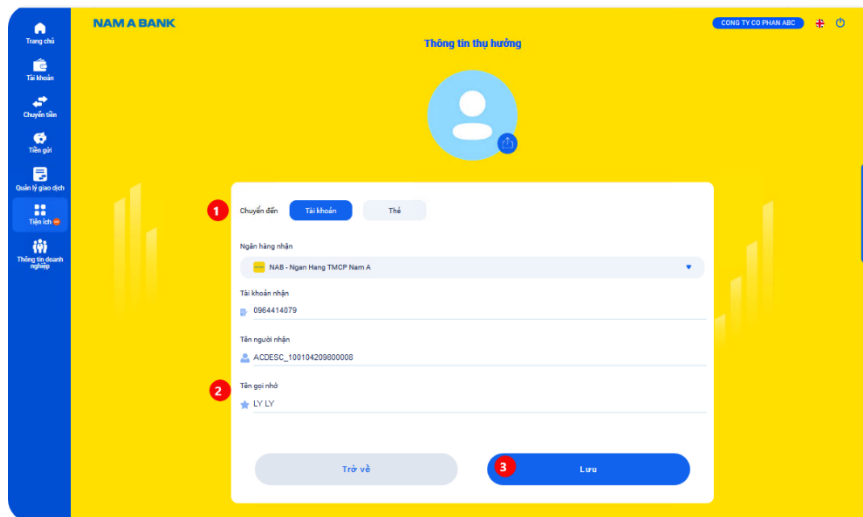 NAM A BANK
CONG TY CO PHAN ABC
Thông tin thụ hưởng
Trang chủ
Tài khoản
Chuyển tiền
Tiền gửi
Quản lý giao dịch
Tiện ích
Thông tin doanh
nghiệp
1 Chuyển đến Tài khoản Thẻ
Ngân hàng nhận
NAB - Ngan Hang TMCP Nam A
Tài khoản nhận
0964414079
Tên người nhận
ACDESC_100104209800008
2 Tên gợi nhớ
LY LY
Trở về
3 Lưu